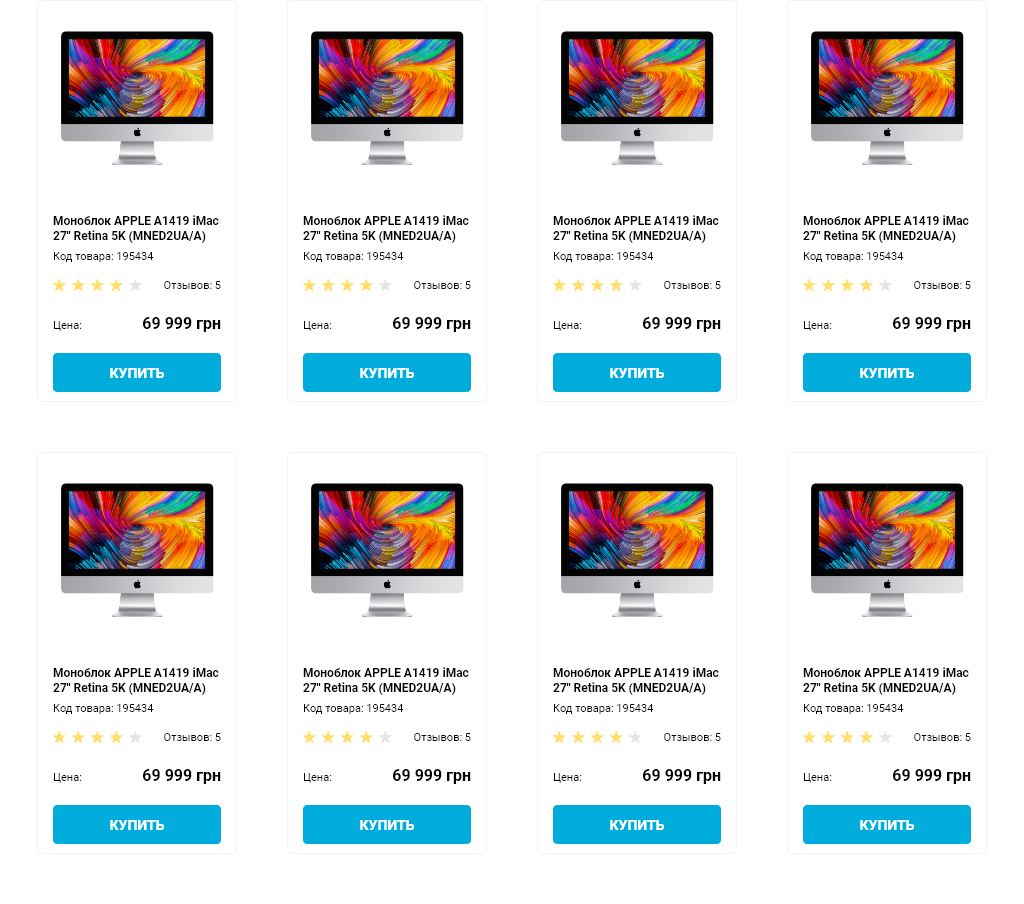 Моноблок APPLE A1419 iMac
27" Retina 5K (MNED2UA/A)
Код товара: 195434
Отзывов: 5
Цена: 69 999 грн
КУПИТЬ
Моноблок APPLE A1419 iMac
27" Retina 5K (MNED2UA/A)
Код товара: 195434
Отзывов: 5
Цена: 69 999 грн
КУПИТЬ
Моноблок APPLE A1419 iMac
27" Retina 5K (MNED2UA/A)
Код товара: 195434
Отзывов: 5
Цена: 69 999 грн
КУПИТЬ
Моноблок APPLE A1419 iMac
27" Retina 5K (MNED2UA/A)
Код товара: 195434
Отзывов: 5
Цена: 69 999 грн
КУПИТЬ
Моноблок APPLE A1419 iMac
27" Retina 5K (MNED2UA/A)
Код товара: 195434
Отзывов: 5
Цена: 69 999 грн
КУПИТЬ
Моноблок APPLE A1419 iMac
27" Retina 5K (MNED2UA/A)
Код товара: 195434
Отзывов: 5
Цена: 69 999 грн
КУПИТЬ
Моноблок APPLE A1419 iMac
27" Retina 5K (MNED2UA/A)
Код товара: 195434
Отзывов: 5
Цена: 69 999 грн
КУПИТЬ
Моноблок APPLE A1419 iMac
27" Retina 5K (MNED2UA/A)
Код товара: 195434
Отзывов: 5
Цена: 69 999 грн
КУПИТЬ